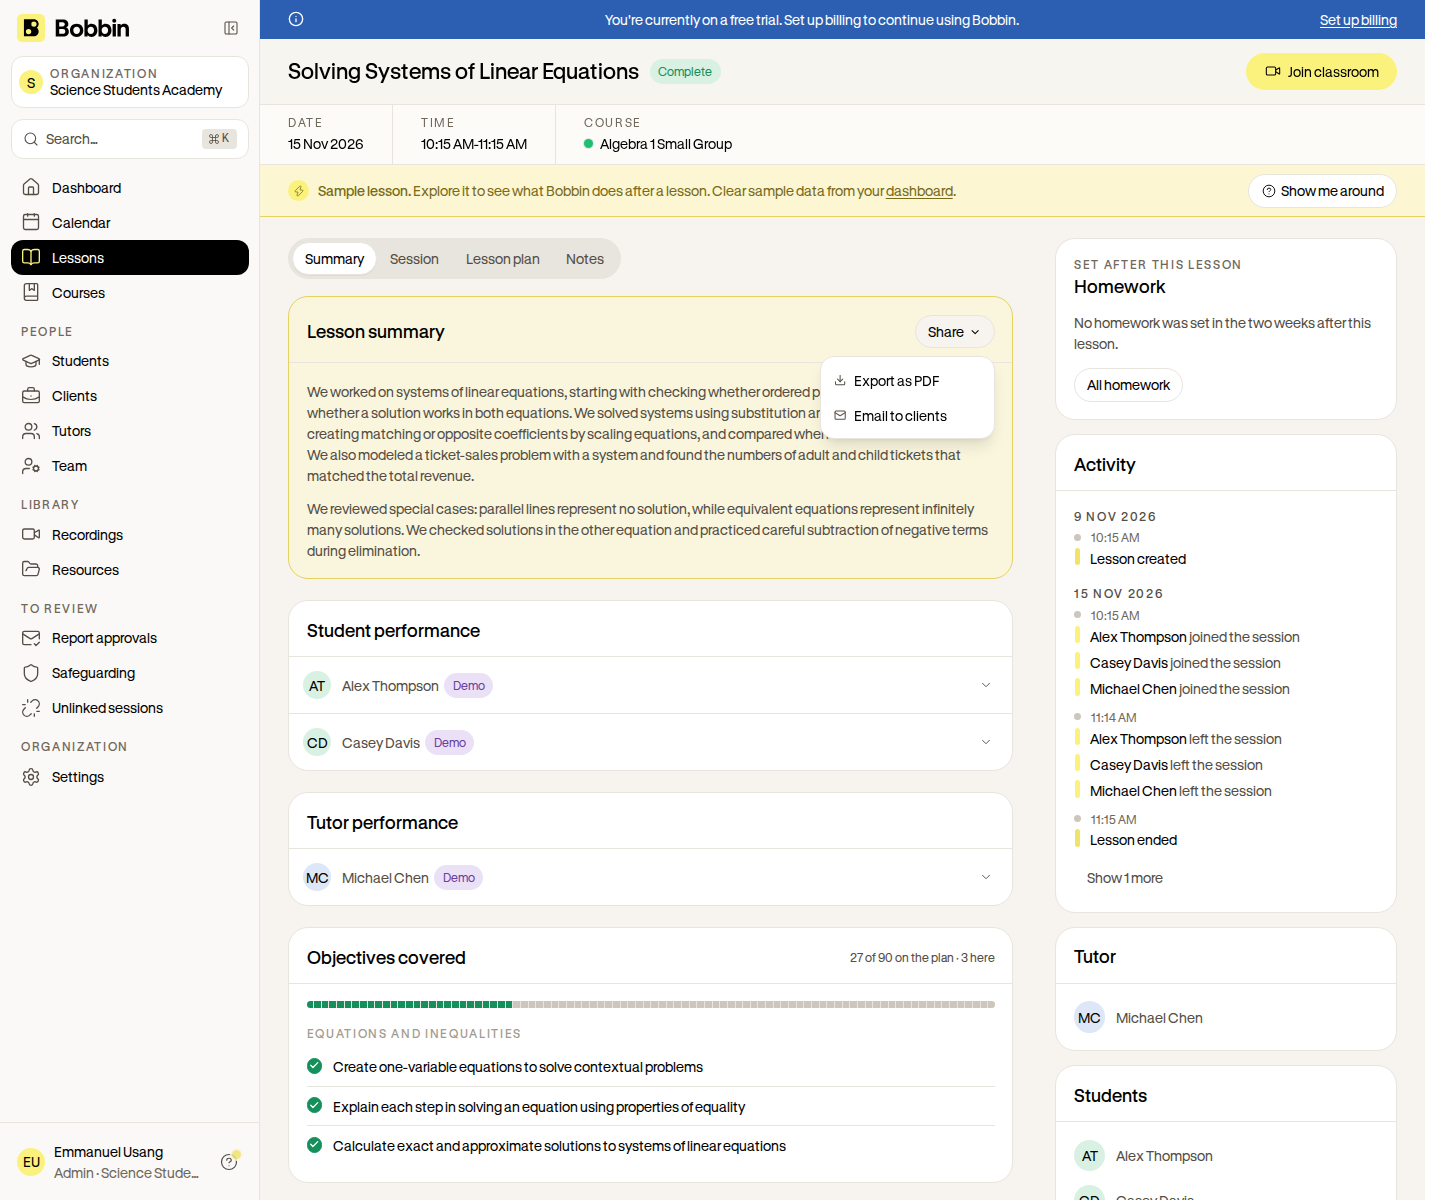 Bobbin
ORGANIZATION
S
Science Students Academy
Search...
⌘ K
Dashboard
Calendar
Lessons
Courses
PEOPLE
Students
Clients
Tutors
Team
LIBRARY
Recordings
Resources
TO REVIEW
Report approvals
Safeguarding
Unlinked sessions
ORGANIZATION
Settings
EU
Emmanuel Usang
Admin · Science Stude...
You're currently on a free trial. Set up billing to continue using Bobbin.
Set up billing
Solving Systems of Linear Equations
Complete
Join classroom
DATE
15 Nov 2026
TIME
10:15 AM-11:15 AM
COURSE
Algebra 1 Small Group
Sample lesson. Explore it to see what Bobbin does after a lesson. Clear sample data from your dashboard.
Show me around
Summary
Session
Lesson plan
Notes
Lesson summary
Share
Export as PDF
Email to clients
We worked on systems of linear equations, starting with checking whether ordered
whether a solution works in both equations. We solved systems using substitution
creating matching or opposite coefficients by scaling equations, and compared when
We also modeled a ticket-sales problem with a system and found the numbers of adult and child tickets that
matched the total revenue.
We reviewed special cases: parallel lines represent no solution, while equivalent equations represent infinitely
many solutions. We checked solutions in the other equation and practiced careful subtraction of negative terms
during elimination.
Student performance
AT
Alex Thompson
Demo
CD
Casey Davis
Demo
Tutor performance
MC
Michael Chen
Demo
Objectives covered
27 of 90 on the plan · 3 here
EQUATIONS AND INEQUALITIES
Create one-variable equations to solve contextual problems
Explain each step in solving an equation using properties of equality
Calculate exact and approximate solutions to systems of linear equations
SET AFTER THIS LESSON
Homework
No homework was set in the two weeks after this
lesson.
All homework
Activity
9 NOV 2026
10:15 AM
Lesson created
15 NOV 2026
10:15 AM
Alex Thompson joined the session
Casey Davis joined the session
Michael Chen joined the session
11:14 AM
Alex Thompson left the session
Casey Davis left the session
Michael Chen left the session
11:15 AM
Lesson ended
Show 1 more
Tutor
MC
Michael Chen
Students
AT
Alex Thompson
CD
Casey Davis